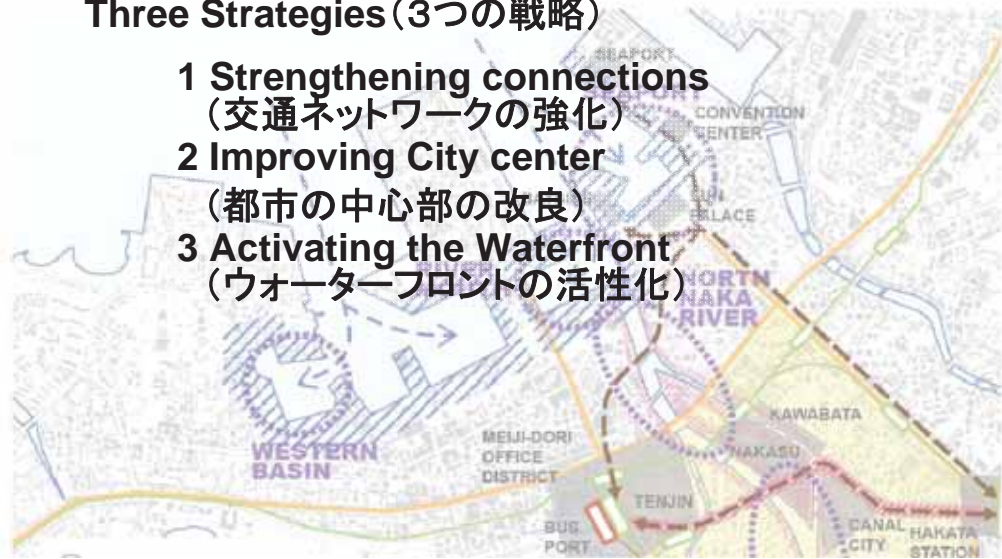 Three Strategies（３つの戦略）
1 Strengthening connections
（交通ネットワークの強化）
2 Improving City center
（都市の中心部の改良）
3 Activating the Waterfront
（ウォーターフロントの活性化）
SEAPORT
CONVENTION
CENTER
PALACE
NORTH
NAKA
RIVER
WESTERN
BASIN
MEIJI-DORI
OFFICE
DISTRICT
KAWABATA
NAKASU
TENJIN
BUS
PORT
CANAL
CITY
HAKATA
STATION